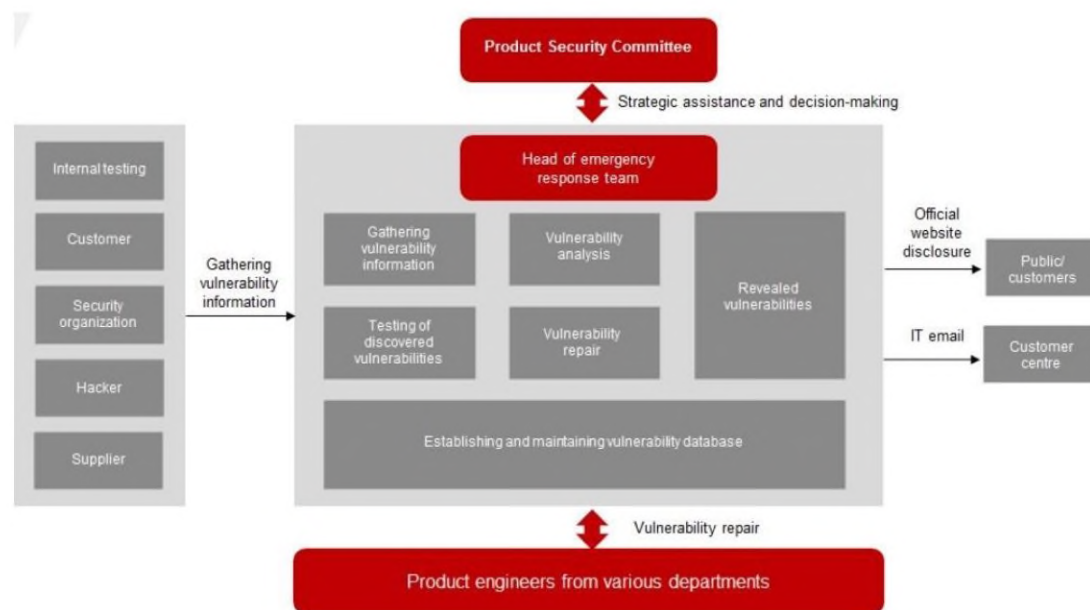 Product Security Committee
Strategic assistance and decision-making
Internal testing
Customer
Security
organization
Hacker
Supplier
Gathering
vulnerability
information
Head of emergency
response team
Gathering
vulnerability
information
Vulnerability
analysis
Testing of
discovered
vulnerabilities
Vulnerability
repair
Revealed
vulnerabilities
Establishing and maintaining vulnerability database
Official
website
disclosure
Public/
customers
IT email
Customer
centre
Vulnerability repair
Product engineers from various departments